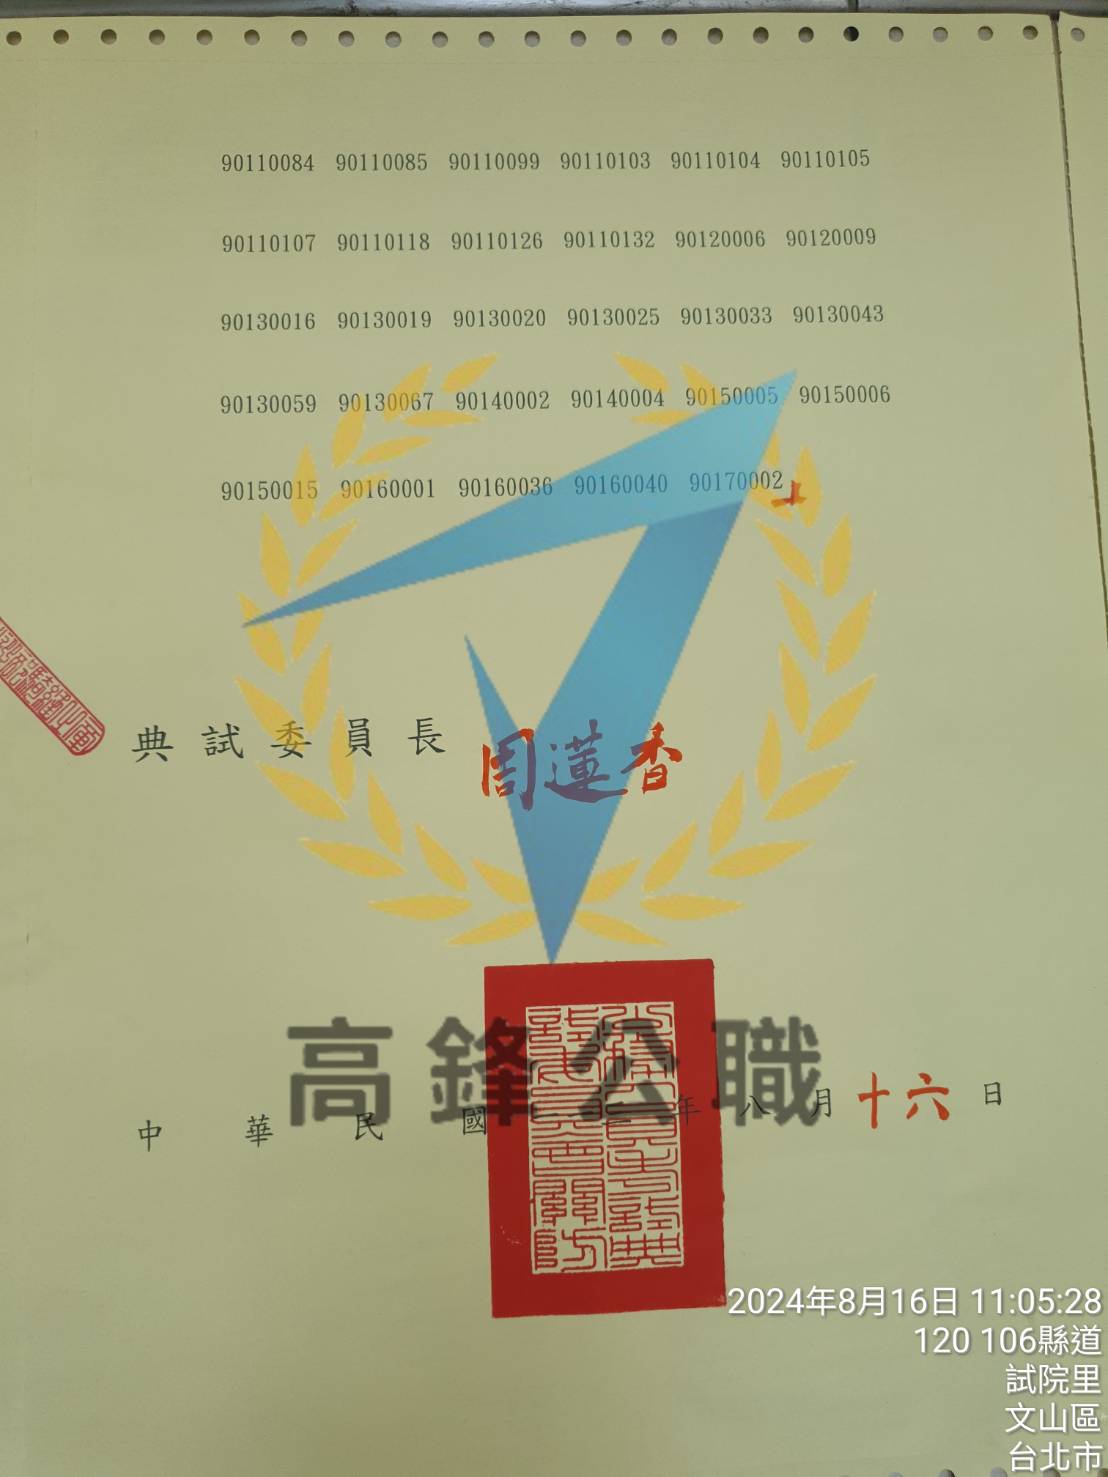 90110084 90110085 90110099 90110103 90110104 90110105
90110107 90110118 90110126 90110132 90120006 90120009
90130016 90130019 90130020 90130025 90130033 90130043
90130059 90130067 90140002 90140004 90150005 90150006
90150015 90160001 90160036 90160040 90170002
典試委員長 周蓮香
高鋒公職
中華民國 年八月十六日
2024年8月16日 11:05:28
120 106縣道
試院里
文山區
台北市